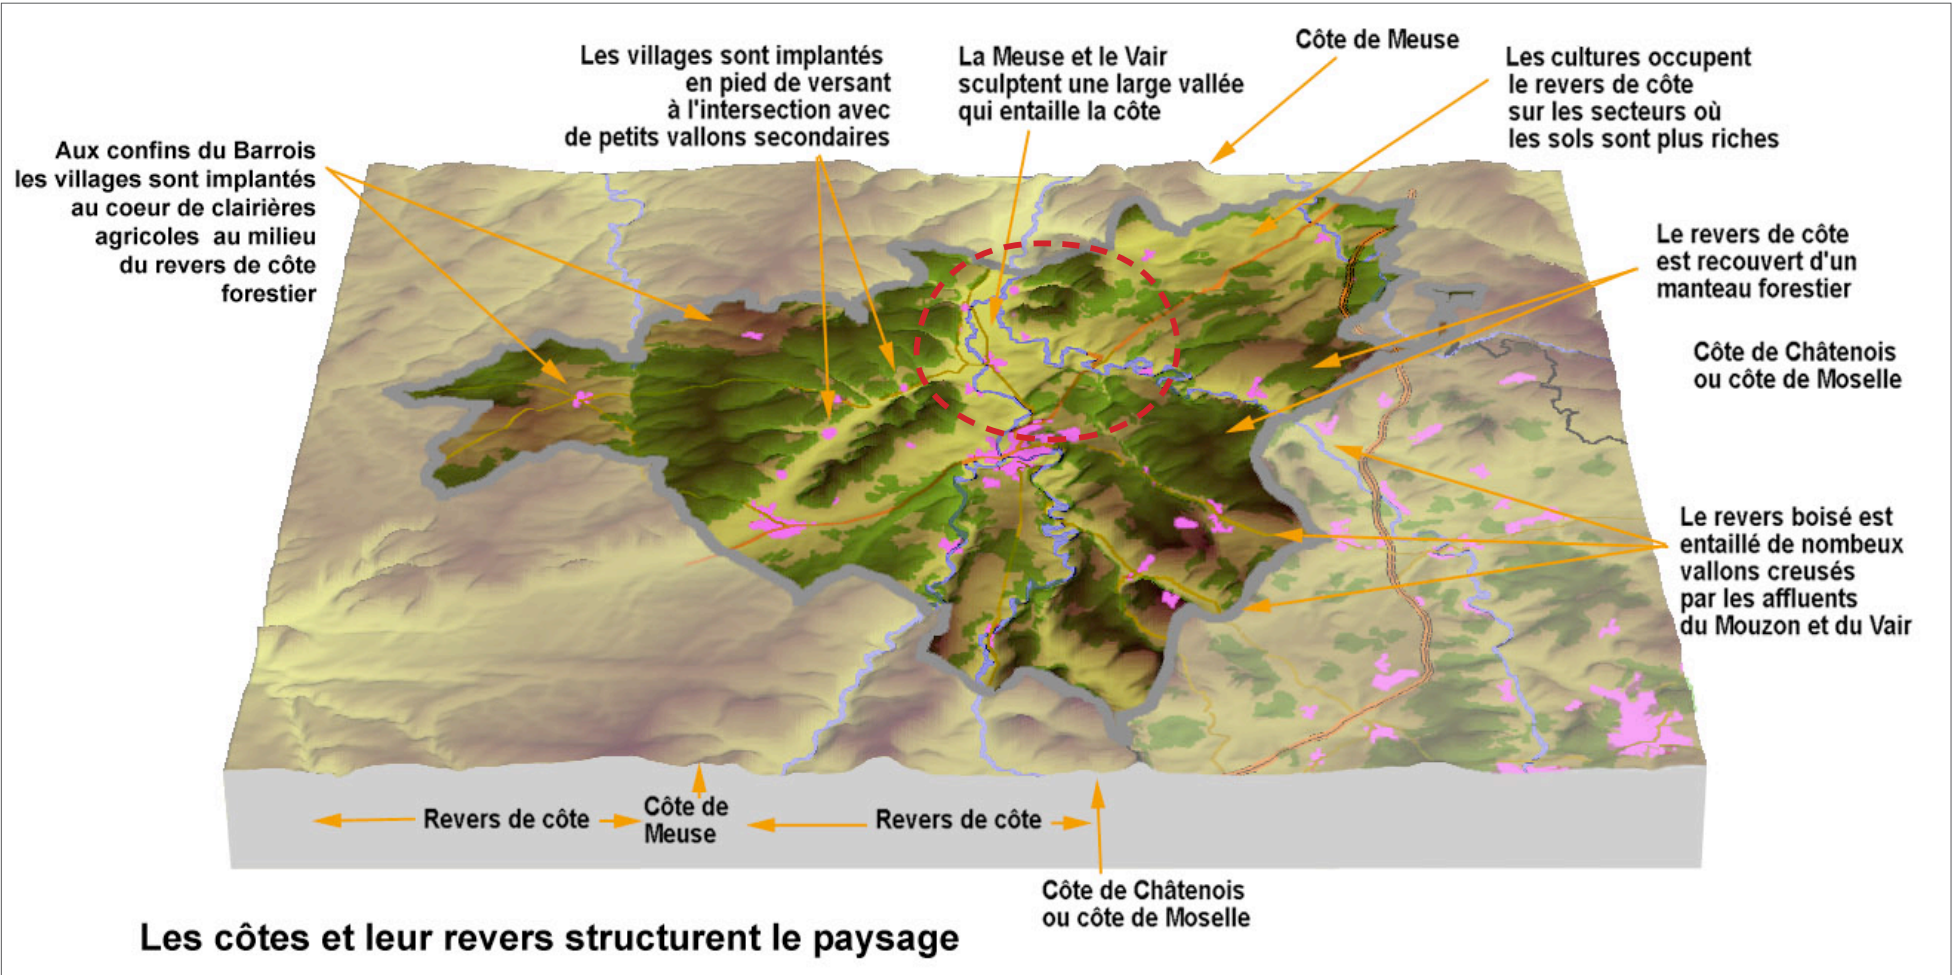 Les villages sont implantés
en pied de versant
à l'intersection avec
de petits vallons secondaires
La Meuse et le Vair
sculptent une large vallée
qui entaille la côte
Côte de Meuse
Les cultures occupent
le revers de côte
sur les secteurs où
les sols sont plus riches
Aux confins du Barrois
les villages sont implantés
au coeur de clairières
agricoles au milieu
du revers de côte
forestier
Le revers de côte
est recouvert d'un
manteau forestier
Côte de Châtenois
ou côte de Moselle
Le revers boisé est
entaillé de nombeux
vallons creusés
par les affluents
du Mouzon et du Vair
Revers de côte
Côte de
Meuse
Revers de côte
Côte de Châtenois
ou côte de Moselle
Les côtes et leur revers structurent le paysage